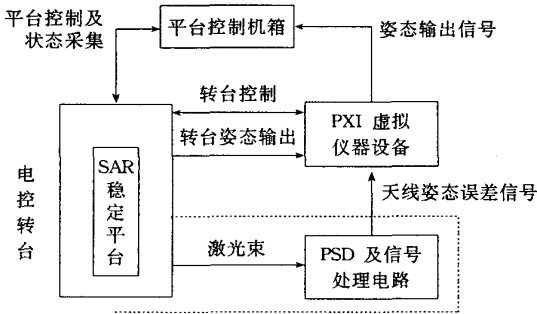 平台控制及
状态采集
平台控制机箱
姿态输出信号
转台控制
转台姿态输出
PXI 虚拟
仪器设备
电控转台
SAR
稳定平台
天线姿态误差信号
激光束
PSD 及信号
处理电路